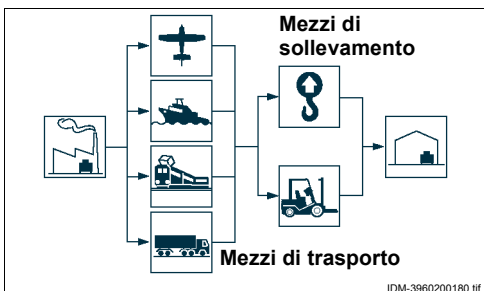 Mezzi di
sollevamento
Mezzi di trasporto
IDM-3960200180.tif